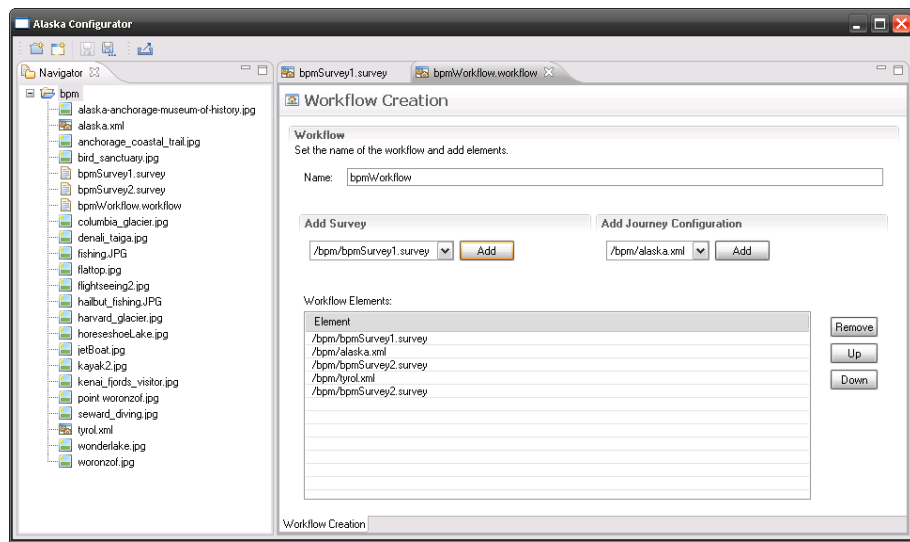 Alaska Configurator
Navigator
bpm
alaska-anchorage-museum-of-history.jpg
alaska.xml
anchorage_coastal_trail.jpg
bird_sanctuary.jpg
bpmSurvey1.survey
bpmSurvey2.survey
bpmWorkflow.workflow
columbia_glacier.jpg
denali_taiga.jpg
fishing.JPG
flattop.jpg
flightseeing2.jpg
hailbut_fishing.JPG
harvard_glacier.jpg
horeseshoeLake.jpg
jetBoat.jpg
kayak2.jpg
kenai_fjords_visitor.jpg
point woronzof.jpg
seward_diving.jpg
tyrol.xml
wonderlake.jpg
woronzof.jpg
bpmSurvey1.survey bpmWorkflow.workflow
Workflow Creation
Workflow
Set the name of the workflow and add elements.
Name: bpmWorkflow
Add Survey Add Journey Configuration
/bpm/bpmSurvey1.survey Add /bpm/alaska.xml Add
Workflow Elements:
Element
/bpm/bpmSurvey1.survey
/bpm/alaska.xml
/bpm/bpmSurvey2.survey
/bpm/tyrol.xml
/bpm/bpmSurvey2.survey
Remove
Up
Down
Workflow Creation